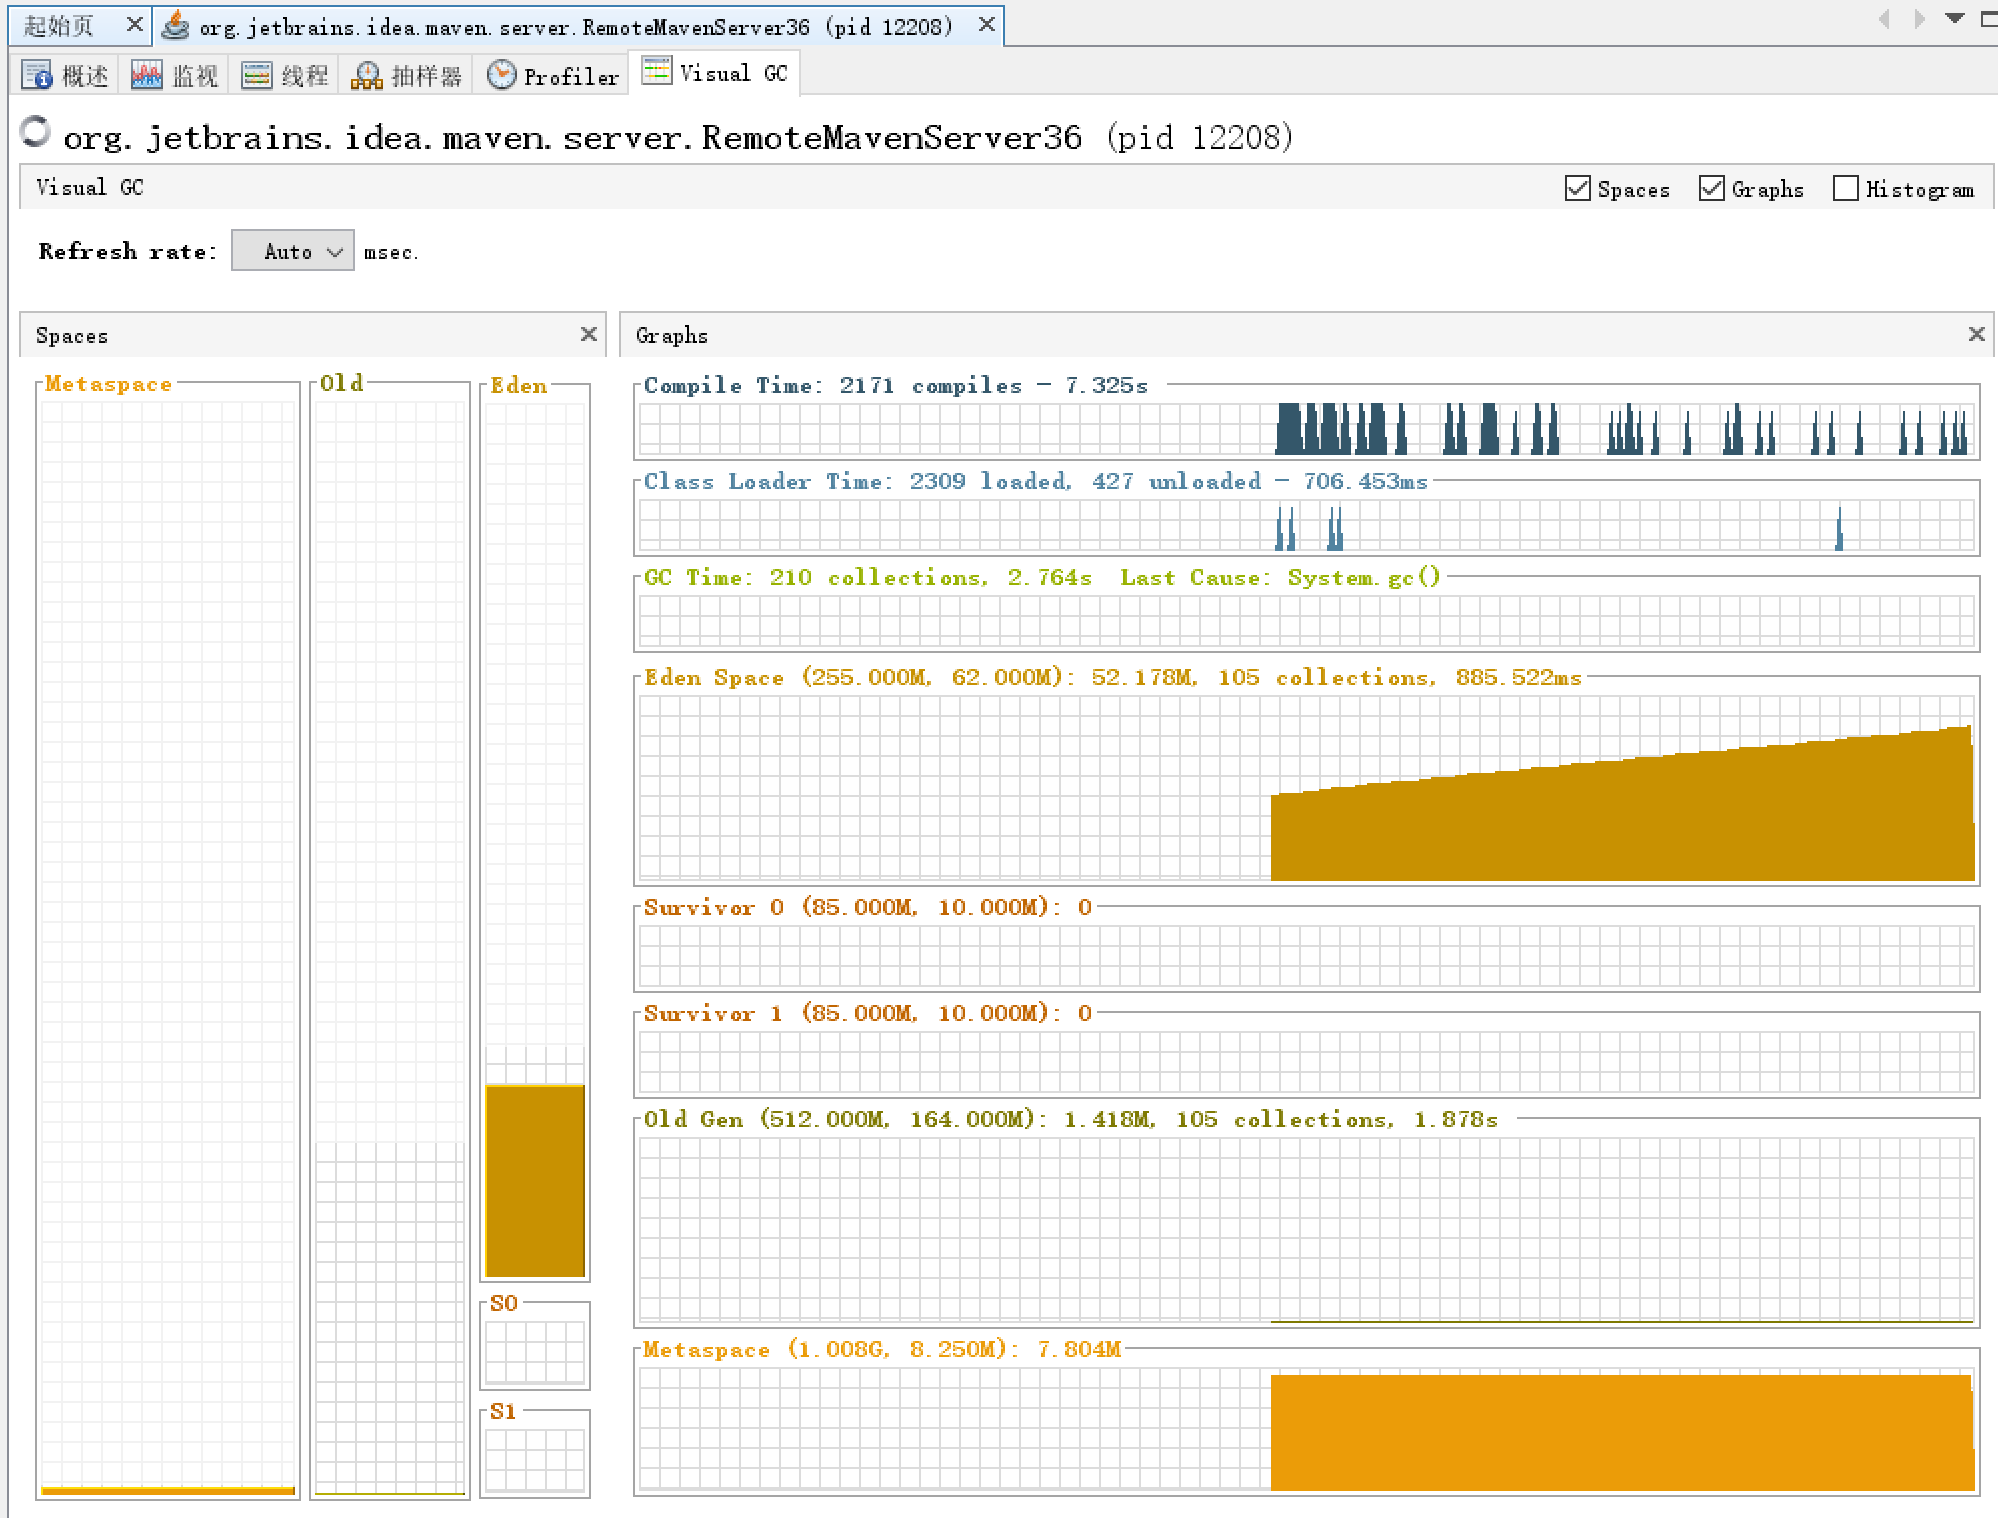 起始页
org.jetbrains.idea.maven.server.RemoteMavenServer36 (pid 12208)
概述 监视 线程 抽样器 Profiler Visual GC
org.jetbrains.idea.maven.server.RemoteMavenServer36 (pid 12208)
Visual GC Spaces Graphs Histogram
Refresh rate: Auto msec.
Spaces
Metaspace Old Eden
S0
S1
Graphs
Compile Time: 2171 compiles - 7.325s
Class Loader Time: 2309 loaded, 427 unloaded - 706.453ms
GC Time: 210 collections, 2.764s Last Cause: System.gc()
Eden Space (255.000M, 62.000M): 52.178M, 105 collections, 885.522ms
Survivor 0 (85.000M, 10.000M): 0
Survivor 1 (85.000M, 10.000M): 0
Old Gen (512.000M, 164.000M): 1.418M, 105 collections, 1.878s
Metaspace (1.008G, 8.250M): 7.804M